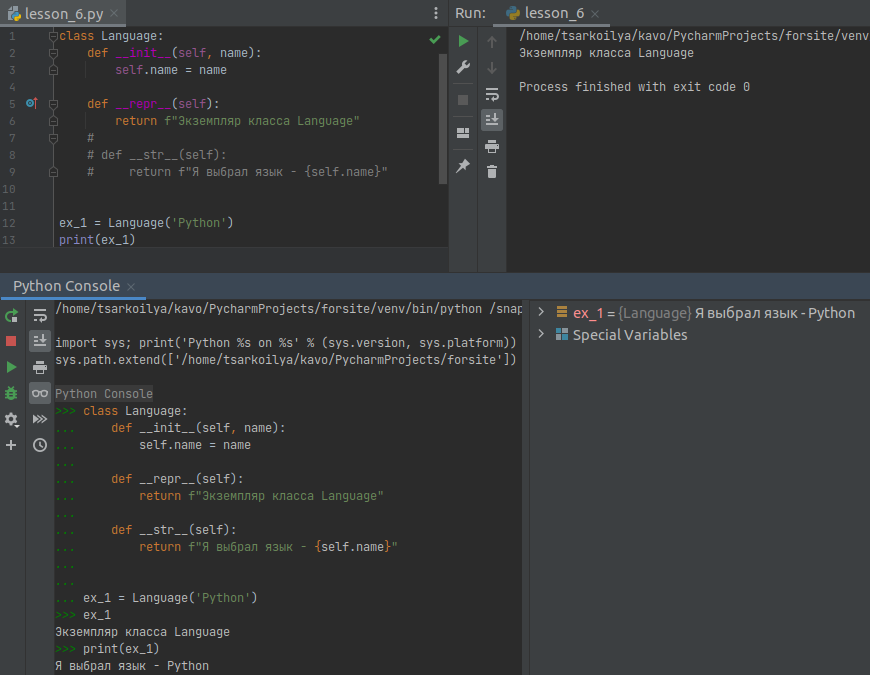 lesson_6.py
1 class Language:
2 def __init__(self, name):
3 self.name = name
4
5 def __repr__(self):
6 return f"Экземпляр класса Language"
7 #
8 # def __str__(self):
9 #     return f"Я выбрал язык - {self.name}"
10
11
12 ex_1 = Language('Python')
13 print(ex_1)
Run: lesson_6
/home/tsarkoilya/kavo/PycharmProjects/forsite/venv
Экземпляр класса Language
Process finished with exit code 0
Python Console
/home/tsarkoilya/kavo/PycharmProjects/forsite/venv/bin/python /snap
import sys; print('Python %s on %s' % (sys.version, sys.platform))
sys.path.extend(['/home/tsarkoilya/kavo/PycharmProjects/forsite'])
Python Console
>>> class Language:
...     def __init__(self, name):
...         self.name = name
...
...     def __repr__(self):
...         return f"Экземпляр класса Language"
...
...     def __str__(self):
...         return f"Я выбрал язык - {self.name}"
...
...
... ex_1 = Language('Python')
>>> ex_1
Экземпляр класса Language
>>> print(ex_1)
Я выбрал язык - Python
ex_1 = {Language} Я выбрал язык - Python
Special Variables